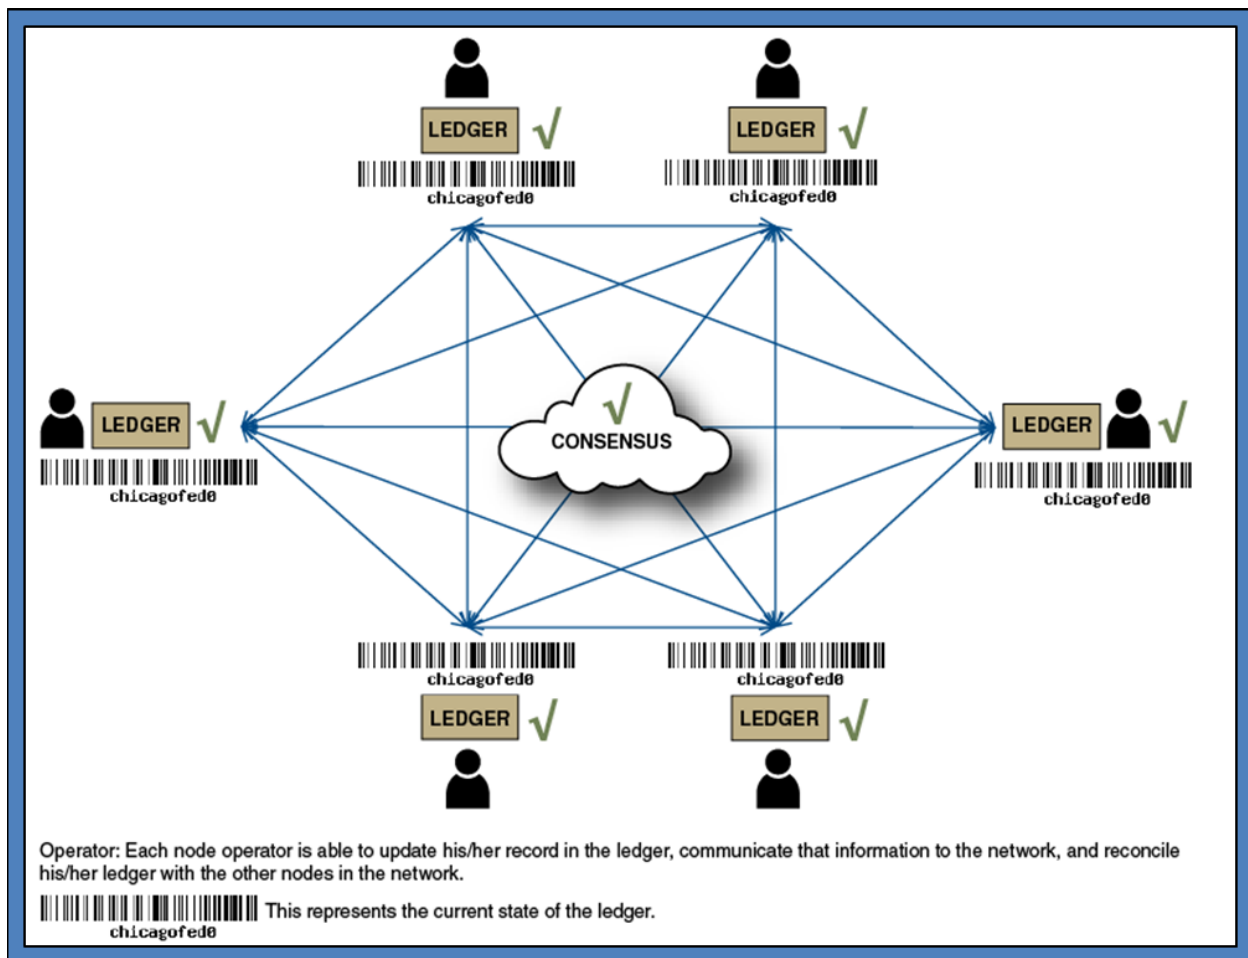 LEDGER √
LEDGER √
chicagofed0
chicagofed0
√
CONSENSUS
LEDGER √
LEDGER √
chicagofed0
chicagofed0
chicagofed0
chicagofed0
LEDGER √
LEDGER √
Operator: Each node operator is able to update his/her record in the ledger, communicate that information to the network, and reconcile
his/her ledger with the other nodes in the network.
This represents the current state of the ledger.
chicagofed0